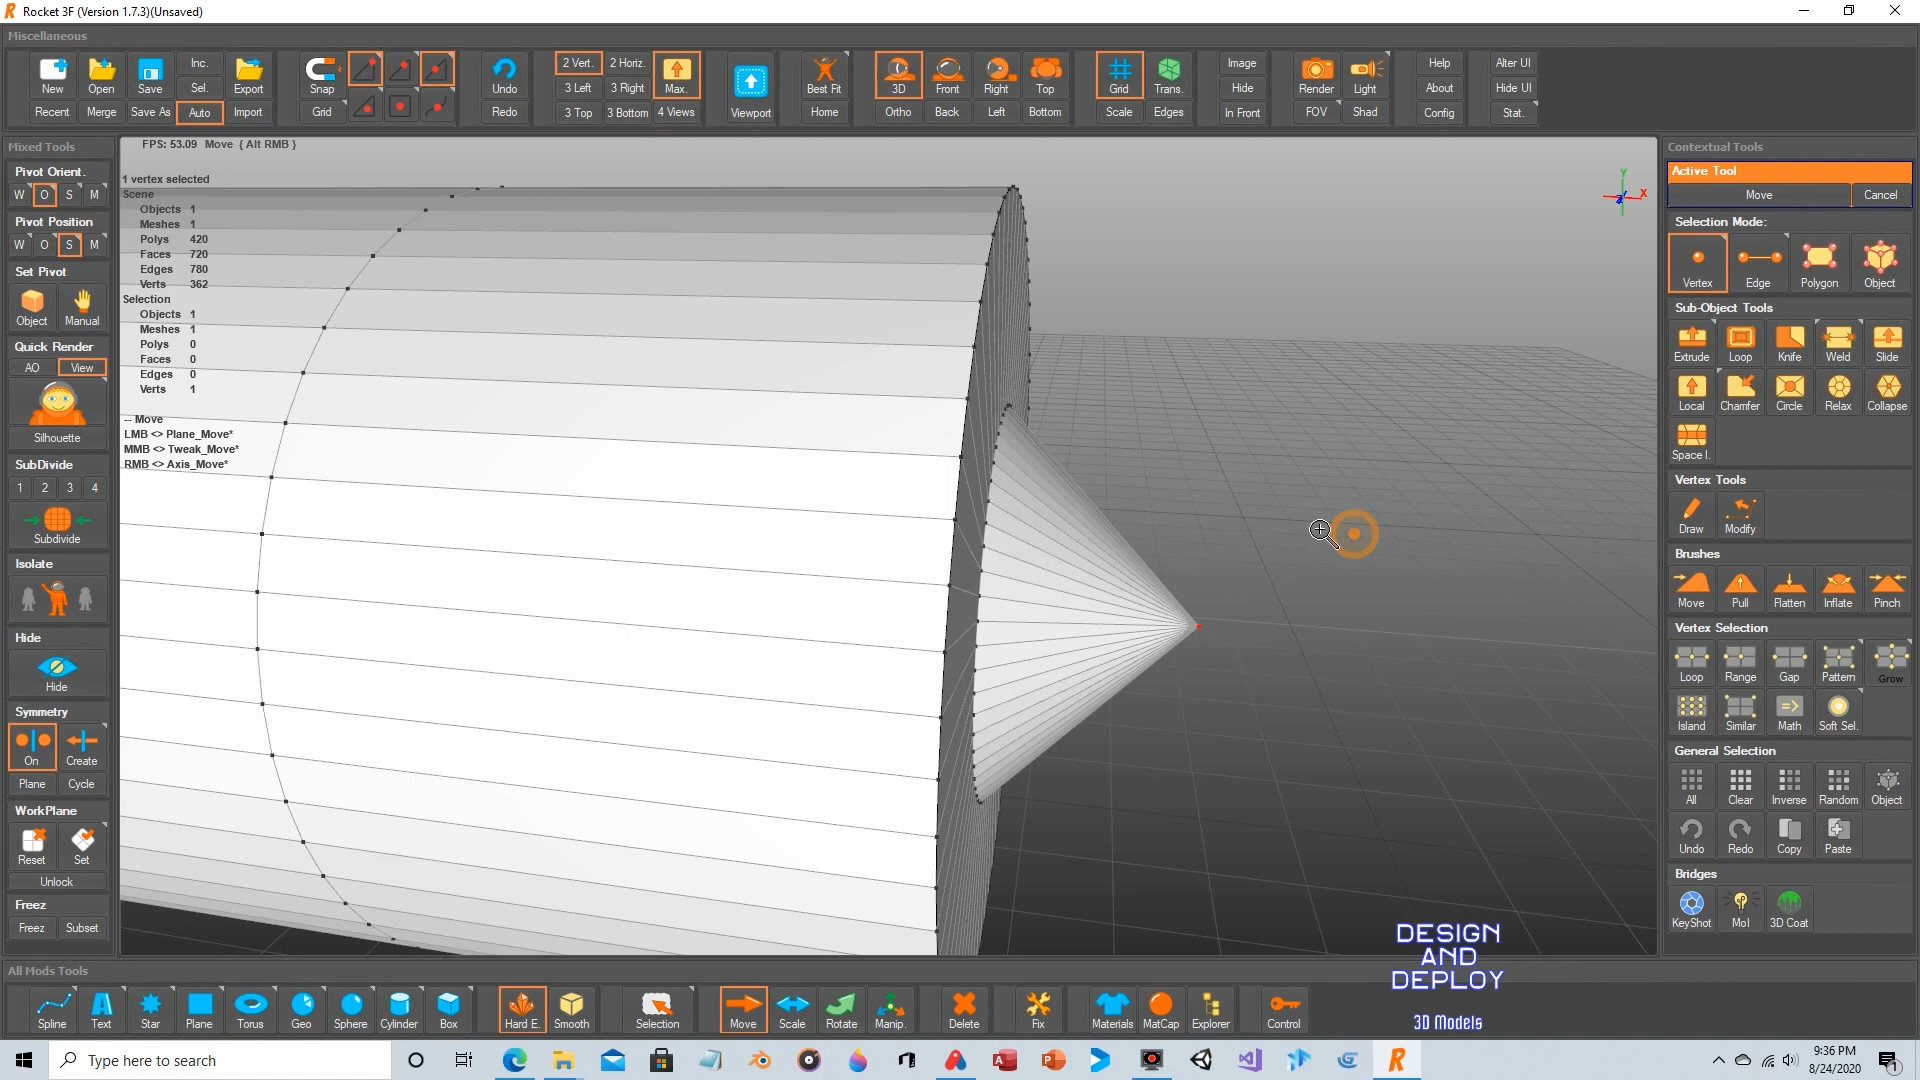 Rocket 3F (Version 1.7.3)(Unsaved)
Miscellaneous
New Open Save Inc. Sel. Export Snap Undo 2 Vert. 2 Horiz. 3 Left 3 Right Max. Viewport Best Fit 3D Front Right Top Grid Trans. Image Hide Render Light Help About Alter UI Hide UI
Recent Merge Save As Auto Import Grid Redo 3 Top 3 Bottom 4 Views Home Ortho Back Left Bottom Scale Edges In Front FOV Shad Config Stat.
Mixed Tools
Pivot Orient.
W O S M
Pivot Position
W O S M
Set Pivot
Object Manual
Quick Render
AO View
Silhouette
SubDivide
1 2 3 4
Subdivide
Isolate
Hide
Hide
Symmetry
On Create
Plane Cycle
WorkPlane
Reset Set
Unlock
Freez
Freez Subset
FPS: 53.09 Move { Alt RMB }
1 vertex selected
Scene
Objects 1
Meshes 1
Polys 420
Faces 720
Edges 780
Verts 362
Selection
Objects 1
Meshes 1
Polys 0
Faces 0
Edges 0
Verts 1
-- Move
LMB <> Plane_Move*
MMB <> Tweak_Move*
RMB <> Axis_Move*
Y
X
Z
DESIGN
AND
DEPLOY
3D Models
Contextual Tools
Active Tool
Move Cancel
Selection Mode:
Vertex Edge Polygon Object
Sub-Object Tools
Extrude Loop Knife Weld Slide
Local Chamfer Circle Relax Collapse
Space I.
Vertex Tools
Draw Modify
Brushes
Move Pull Flatten Inflate Pinch
Vertex Selection
Loop Range Gap Pattern Grow
Island Similar Math Soft Sel.
General Selection
All Clear Inverse Random Object
Undo Redo Copy Paste
Bridges
KeyShot MoI 3D Coat
All Mods Tools
Spline Text Star Plane Torus Geo Sphere Cylinder Box Hard E. Smooth Selection Move Scale Rotate Manip. Delete Fix Materials MatCap Explorer Control
Type here to search
9:36 PM
8/24/2020
1